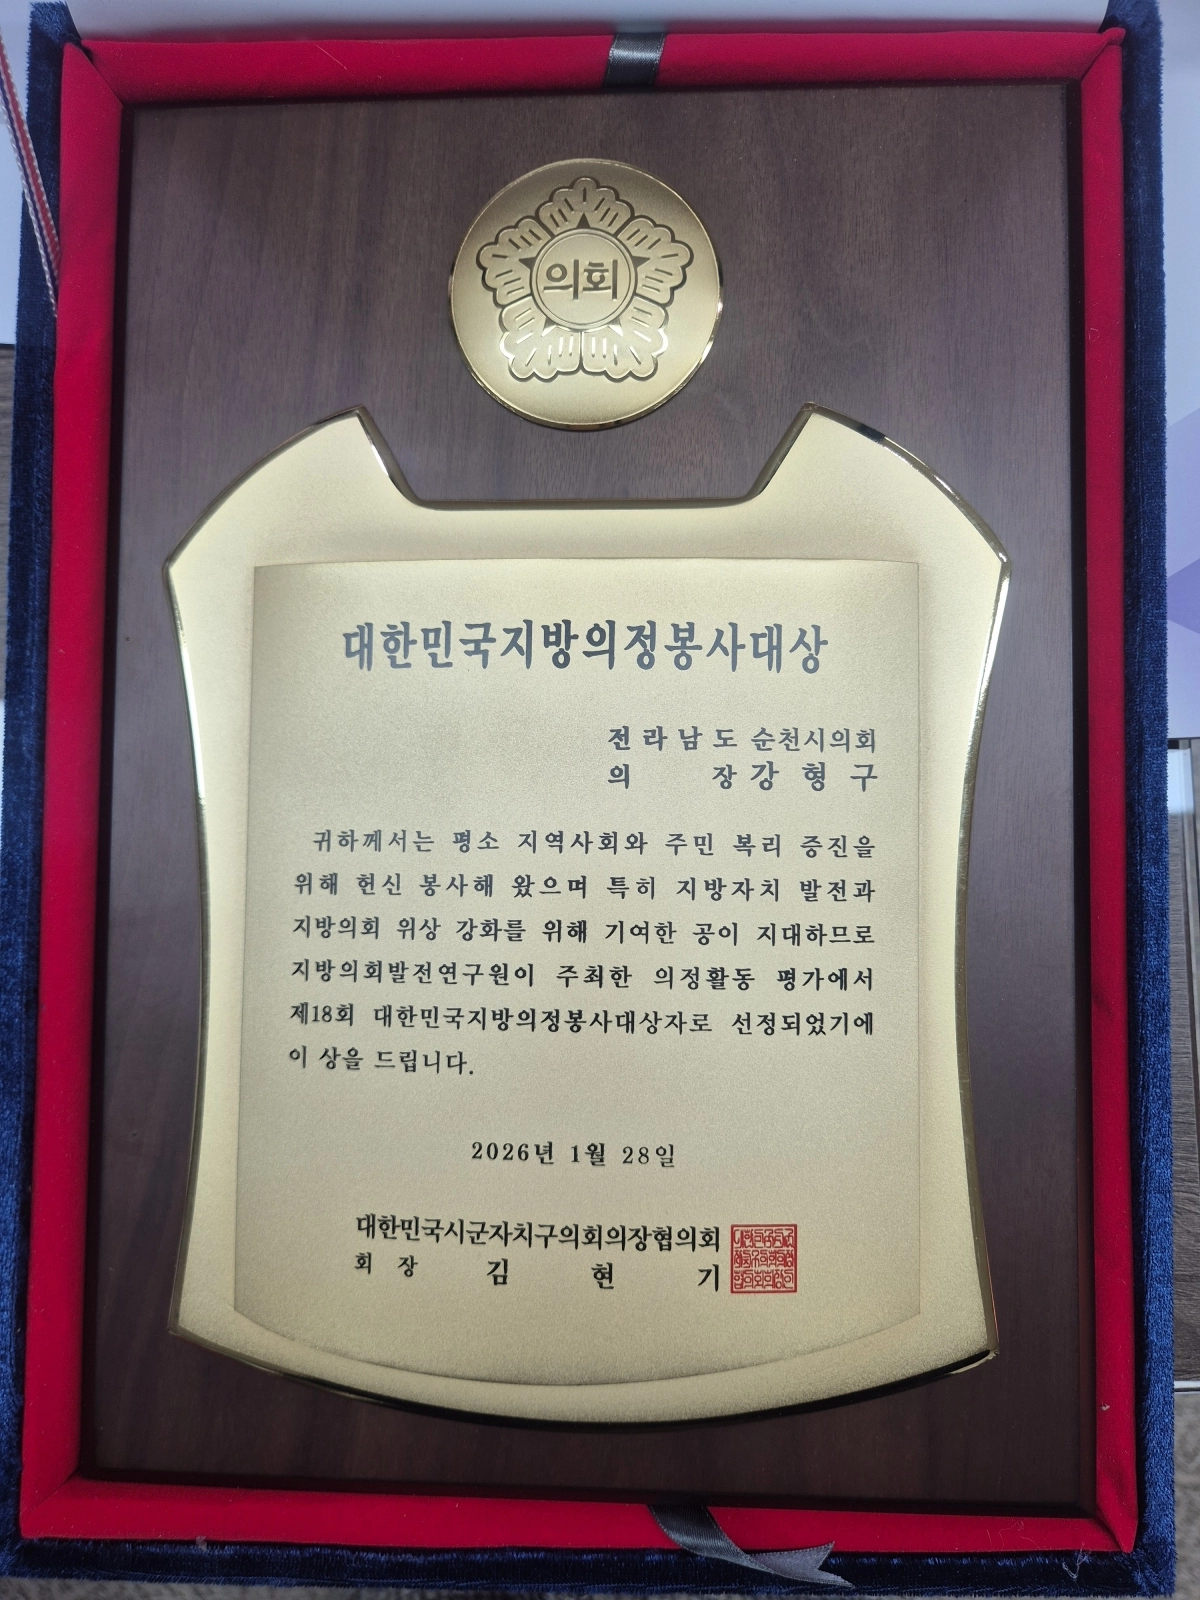 의회
대한민국지방의정봉사대상
전라남도 순천시의회
의 장 강 형 구
귀하께서는 평소 지역사회와 주민 복리 증진을
위해 헌신 봉사해 왔으며 특히 지방자치 발전과
지방의회 위상 강화를 위해 기여한 공이 지대하므로
지방의회발전연구원이 주최한 의정활동 평가에서
제18회 대한민국지방의정봉사대상자로 선정되었기에
이 상을 드립니다.
2026년 1월 28일
대한민국시군자치구의회의장협의회
회 장 김 현 기